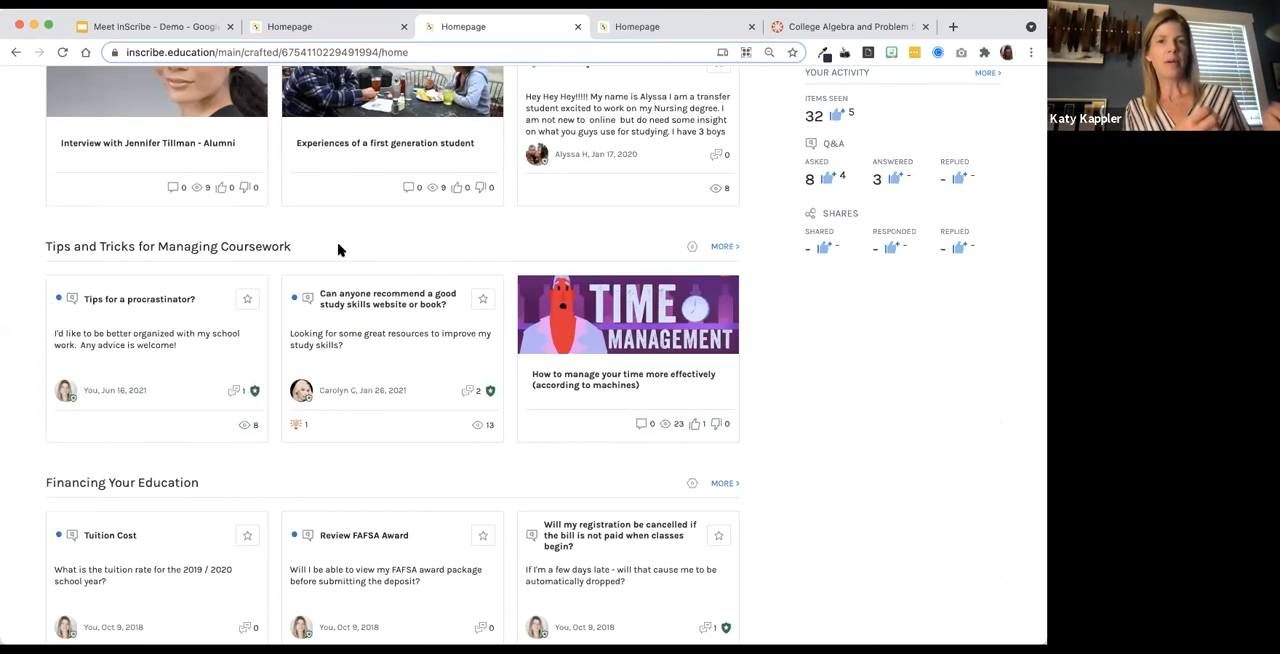 Meet InScribe - Demo - Googl
Homepage
Homepage
Homepage
College Algebra and Problem S
inscribe.education/main/crafted/6754110229491994/home
Katy Kappler
Interview with Jennifer Tillman - Alumni
0 9 0 0
Experiences of a first generation student
0 9 0 0
Hey Hey Hey!!!!! My name is Alyssa I am a transfer
student excited to work on my Nursing degree. I
am not new to online but do need some insight
on what you guys use for studying. I have 3 boys
Alyssa H, Jan 17, 2020
0
8
YOUR ACTIVITY
MORE >
ITEMS SEEN
32 5
Q&A
ASKED ANSWERED REPLIED
8 4 3 - - -
SHARES
SHARED RESPONDED REPLIED
- - - - - -
Tips and Tricks for Managing Coursework
MORE >
Tips for a procrastinator?
I'd like to be better organized with my school
work. Any advice is welcome!
You, Jun 16, 2021
1
8
Can anyone recommend a good
study skills website or book?
Looking for some great resources to improve my
study skills?
Carolyn C, Jan 26, 2021
2
1
13
TIME
MANAGEMENT
How to manage your time more effectively
(according to machines)
0 23 1 0
Financing Your Education
MORE >
Tuition Cost
What is the tuition rate for the 2019 / 2020
school year?
You, Oct 9, 2018
0
Review FAFSA Award
Will I be able to view my FAFSA award package
before submitting the deposit?
You, Oct 9, 2018
0
Will my registration be cancelled if
the bill is not paid when classes
begin?
If I'm a few days late - will that cause me to be
automatically dropped?
You, Oct 9, 2018
1